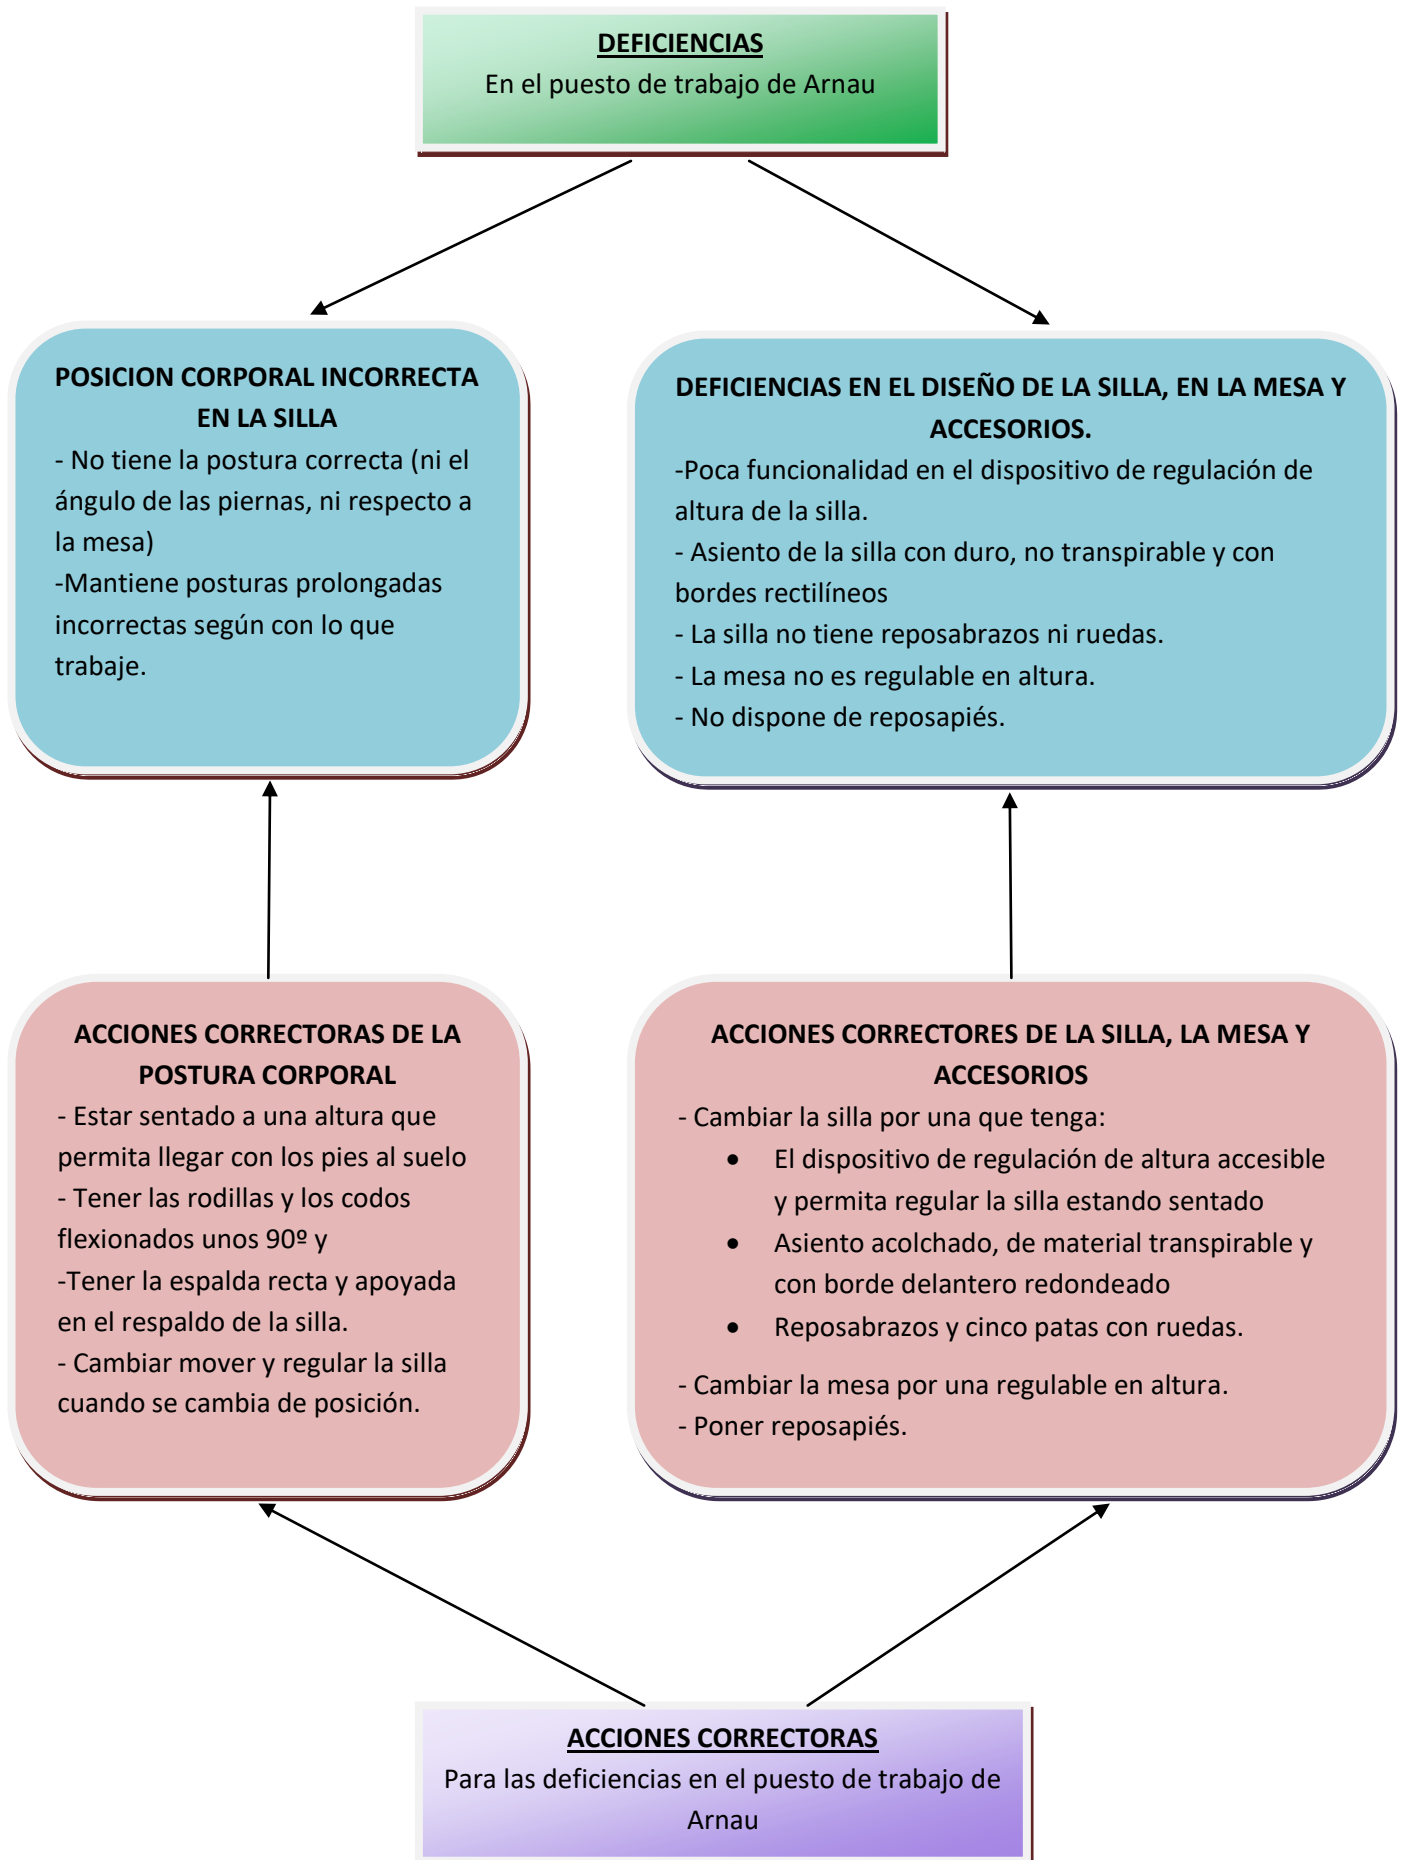 DEFICIENCIAS
En el puesto de trabajo de Arnau
POSICION CORPORAL INCORRECTA
EN LA SILLA
- No tiene la postura correcta (ni el
ángulo de las piernas, ni respecto a
la mesa)
-Mantiene posturas prolongadas
incorrectas según con lo que
trabaje.
DEFICIENCIAS EN EL DISEÑO DE LA SILLA, EN LA MESA Y
ACCESORIOS.
-Poca funcionalidad en el dispositivo de regulación de
altura de la silla.
- Asiento de la silla con duro, no transpirable y con
bordes rectilíneos
- La silla no tiene reposabrazos ni ruedas.
- La mesa no es regulable en altura.
- No dispone de reposapiés.
ACCIONES CORRECTORAS DE LA
POSTURA CORPORAL
- Estar sentado a una altura que
permita llegar con los pies al suelo
- Tener las rodillas y los codos
flexionados unos 90º y
-Tener la espalda recta y apoyada
en el respaldo de la silla.
- Cambiar mover y regular la silla
cuando se cambia de posición.
ACCIONES CORRECTORES DE LA SILLA, LA MESA Y
ACCESORIOS
- Cambiar la silla por una que tenga:
• El dispositivo de regulación de altura accesible
y permita regular la silla estando sentado
• Asiento acolchado, de material transpirable y
con borde delantero redondeado
• Reposabrazos y cinco patas con ruedas.
- Cambiar la mesa por una regulable en altura.
- Poner reposapiés.
ACCIONES CORRECTORAS
Para las deficiencias en el puesto de trabajo de
Arnau